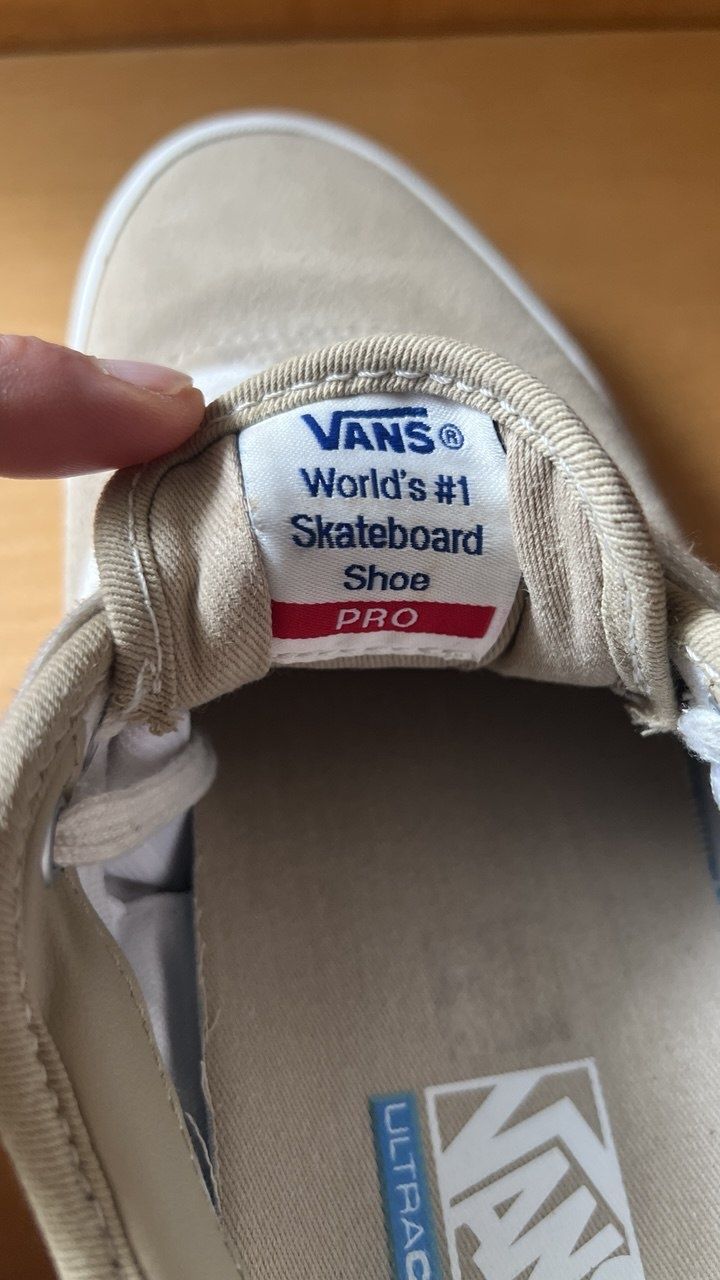 VANS®
World's #1
Skateboard
Shoe
PRO
ULTRAC
VANS